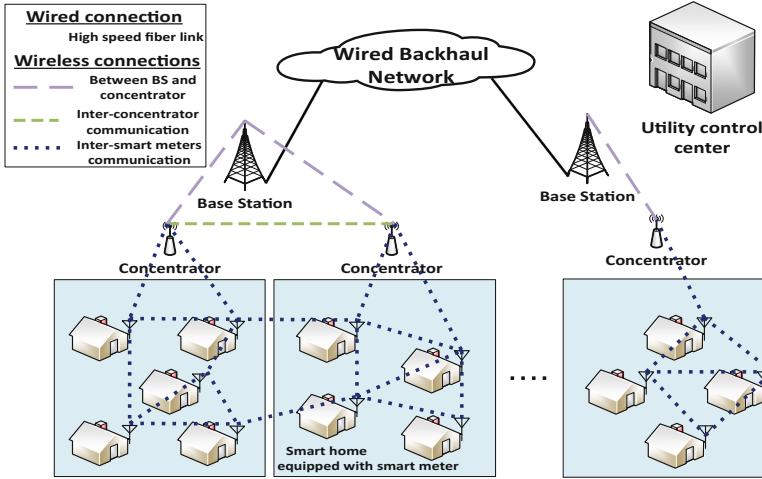 Wired connection
High speed fiber link
Wireless connections
Between BS and
concentrator
Inter-concentrator
communication
Inter-smart meters
communication
Wired Backhaul
Network
Utility control
center
Base Station
Base Station
Concentrator
Concentrator
Concentrator
....
Smart home
equipped with smart meter